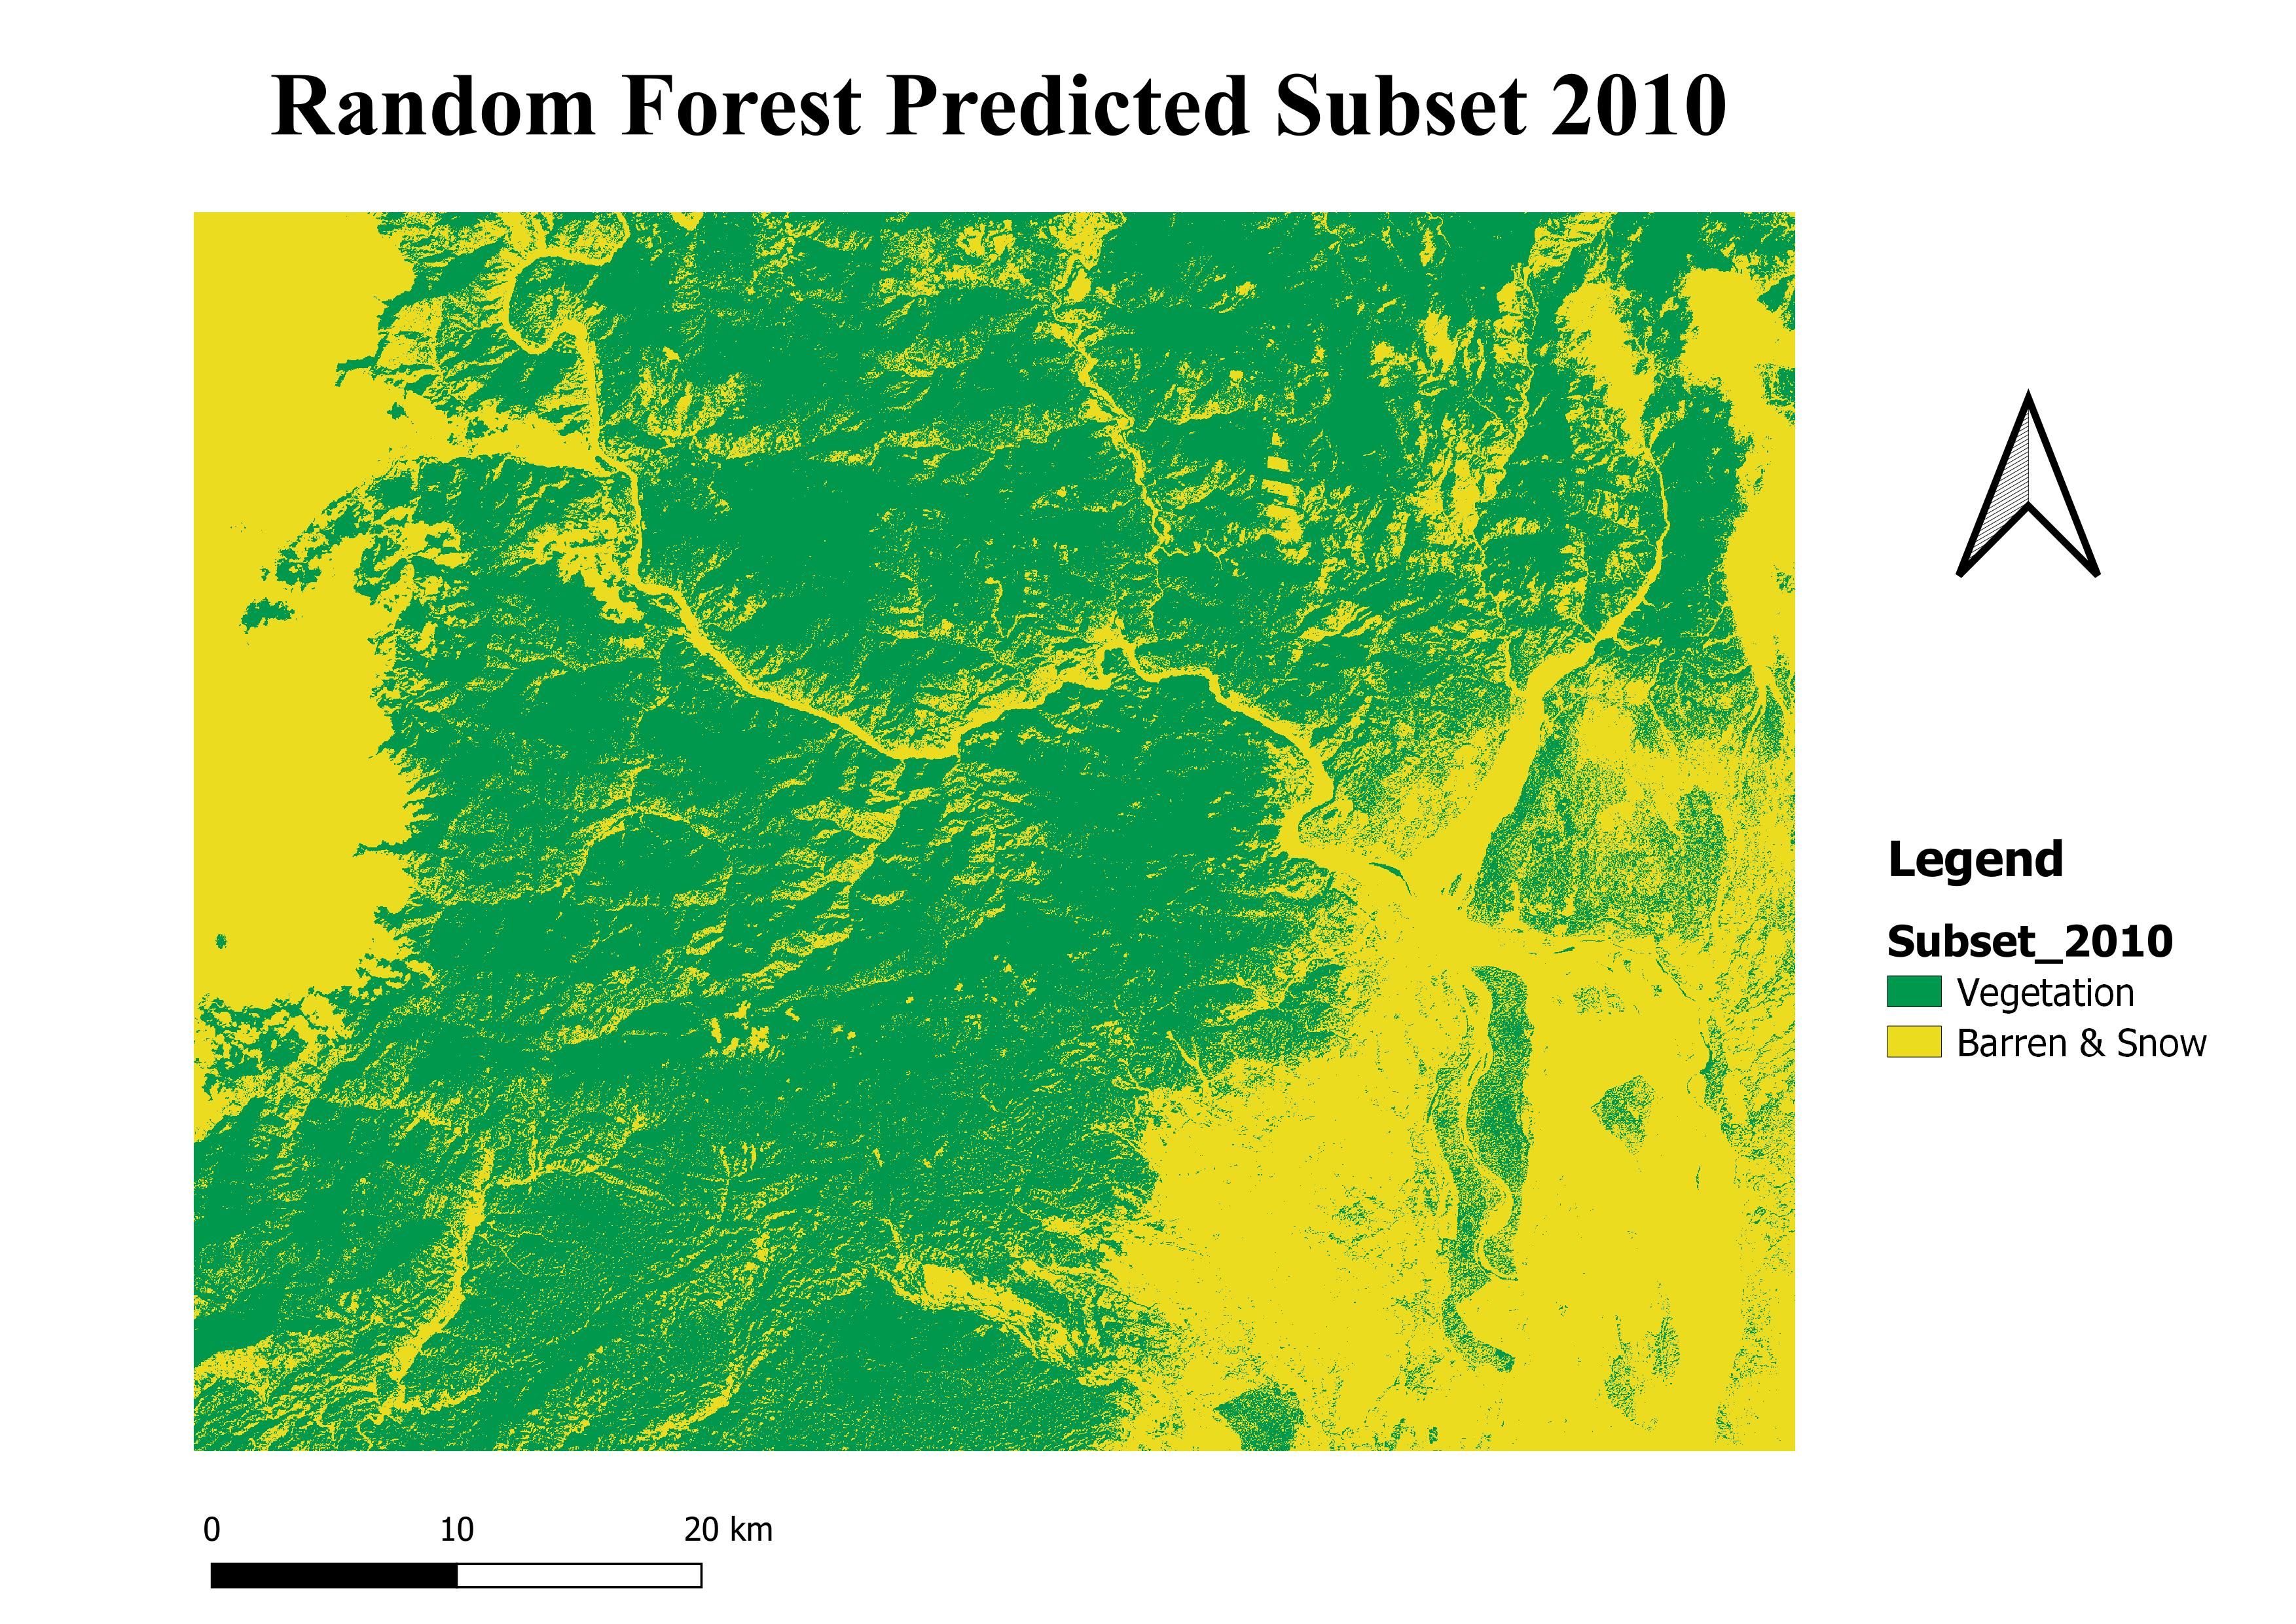 Random Forest Predicted Subset 2010
Legend
Subset_2010
Vegetation
Barren & Snow
0 10 20 km